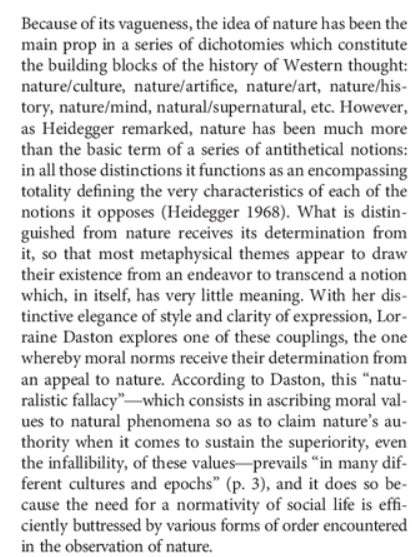 Because of its vagueness, the idea of nature has been the
main prop in a series of dichotomies which constitute
the building blocks of the history of Western thought:
nature/culture, nature/artifice, nature/art, nature/his-
tory, nature/mind, natural/supernatural, etc. However,
as Heidegger remarked, nature has been much more
than the basic term of a series of antithetical notions:
in all those distinctions it functions as an encompassing
totality defining the very characteristics of each of the
notions it opposes (Heidegger 1968). What is distin-
guished from nature receives its determination from
it, so that most metaphysical themes appear to draw
their existence from an endeavor to transcend a notion
which, in itself, has very little meaning. With her dis-
tinctive elegance of style and clarity of expression, Lor-
raine Daston explores one of these couplings, the one
whereby moral norms receive their determination from
an appeal to nature. According to Daston, this “natu-
ralistic fallacy”—which consists in ascribing moral val-
ues to natural phenomena so as to claim nature’s au-
thority when it comes to sustain the superiority, even
the infallibility, of these values—prevails “in many dif-
ferent cultures and epochs” (p. 3), and it does so be-
cause the need for a normativity of social life is effi-
ciently buttressed by various forms of order encountered
in the observation of nature.